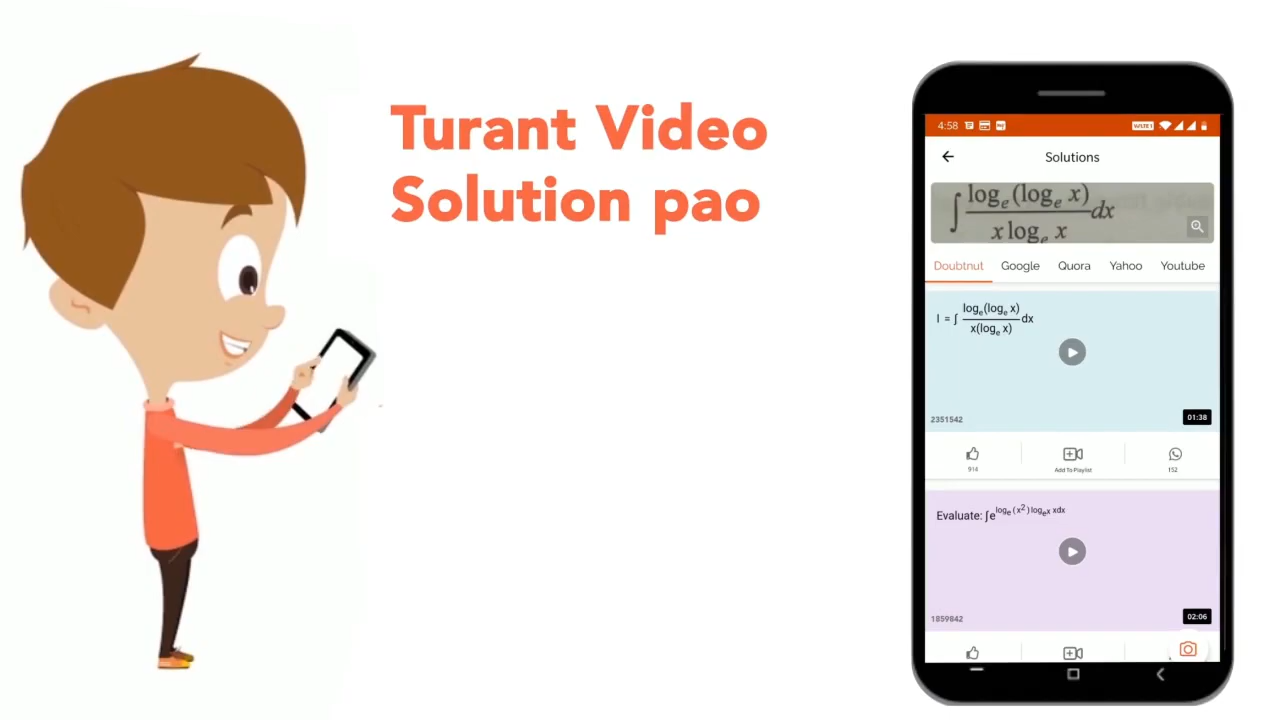 Turant Video
Solution pao
4:58
VoLTE1
Solutions
∫ logₑ(logₑ x) / x logₑ x dx
Doubtnut Google Quora Yahoo Youtube
I = ∫ logₑ(logₑ x) / x(logₑ x) dx
2351542 01:38
914 Add To Playlist 152
Evaluate: ∫e^logₑ(x²)logₑx xdx
1859842 02:06